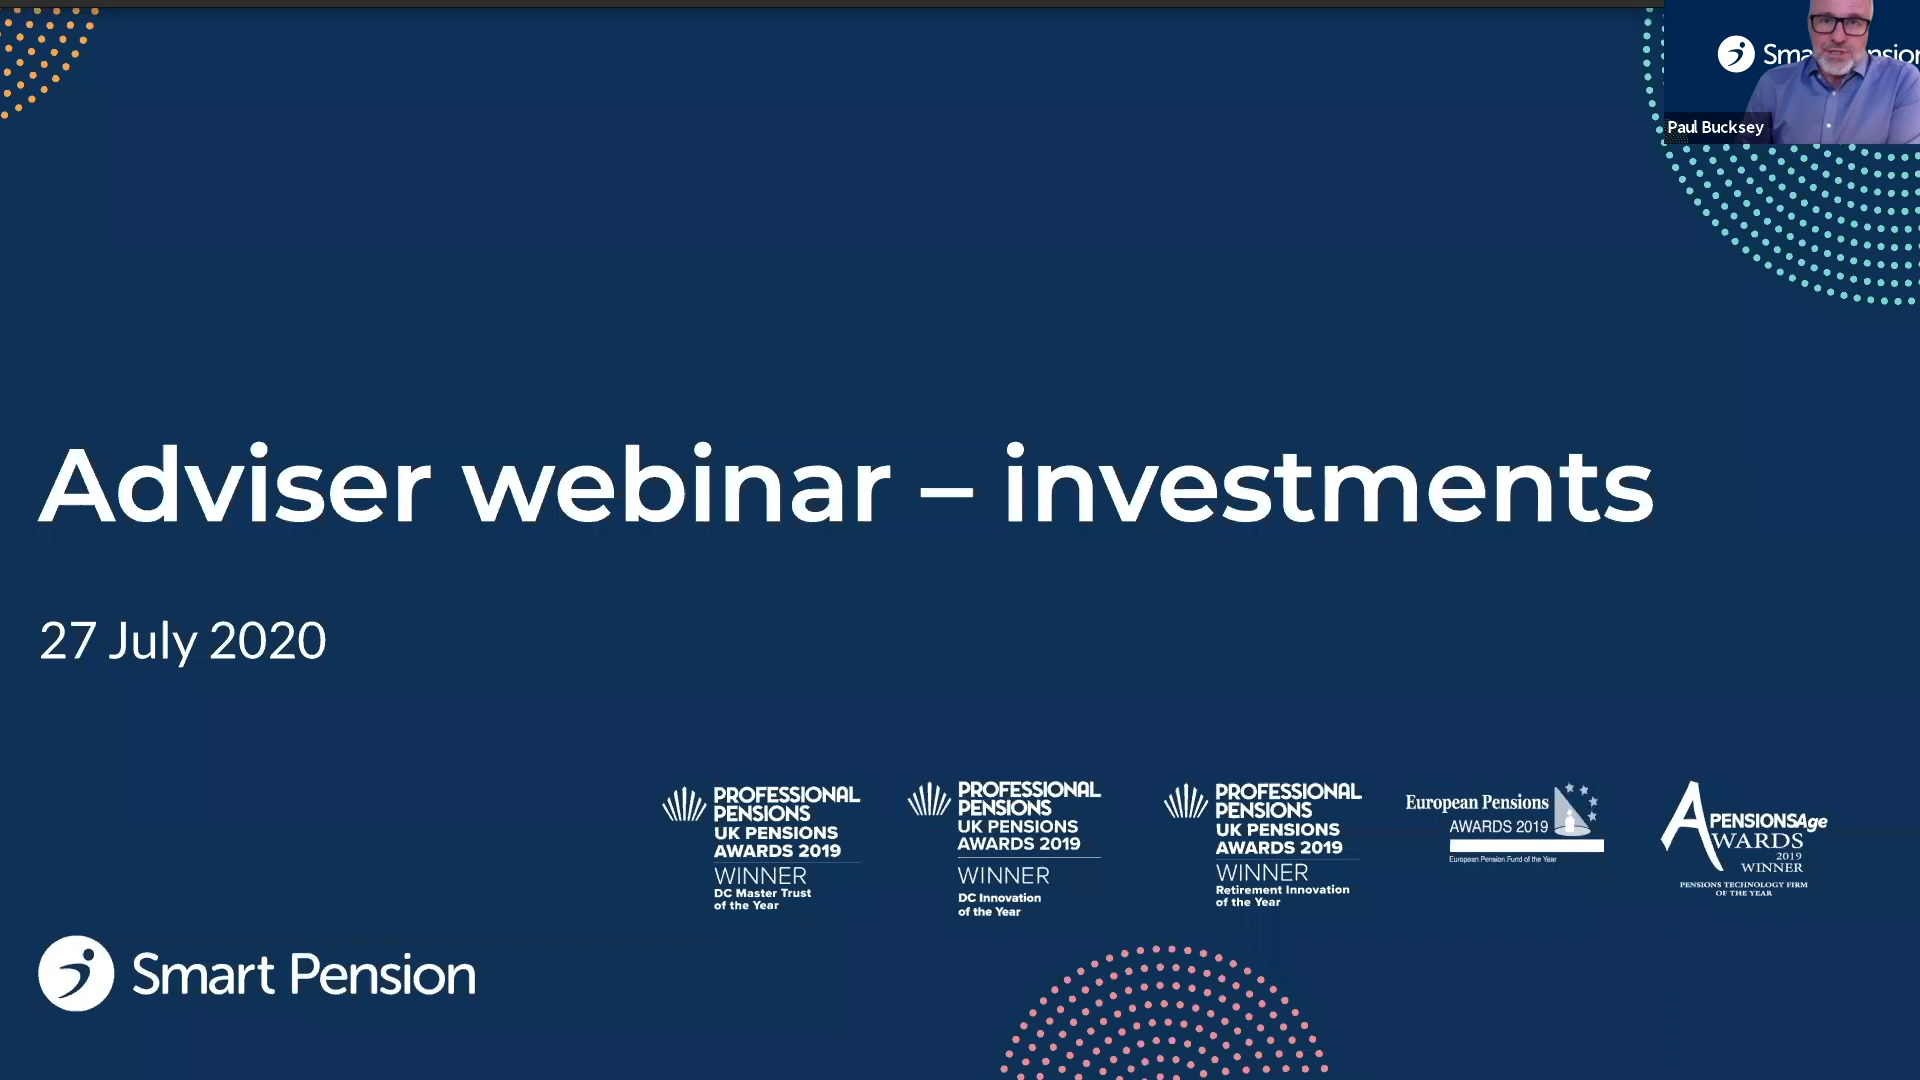 Sma nsion
Paul Bucksey
Adviser webinar – investments
27 July 2020
PROFESSIONAL
PENSIONS
UK PENSIONS
AWARDS 2019
WINNER
DC Master Trust
of the Year
PROFESSIONAL
PENSIONS
UK PENSIONS
AWARDS 2019
WINNER
DC Innovation
of the Year
PROFESSIONAL
PENSIONS
UK PENSIONS
AWARDS 2019
WINNER
Retirement Innovation
of the Year
European Pensions
AWARDS 2019
European Pension Fund of the Year
PENSIONSAge
AWARDS
2019
WINNER
PENSIONS TECHNOLOGY FIRM
OF THE YEAR
Smart Pension